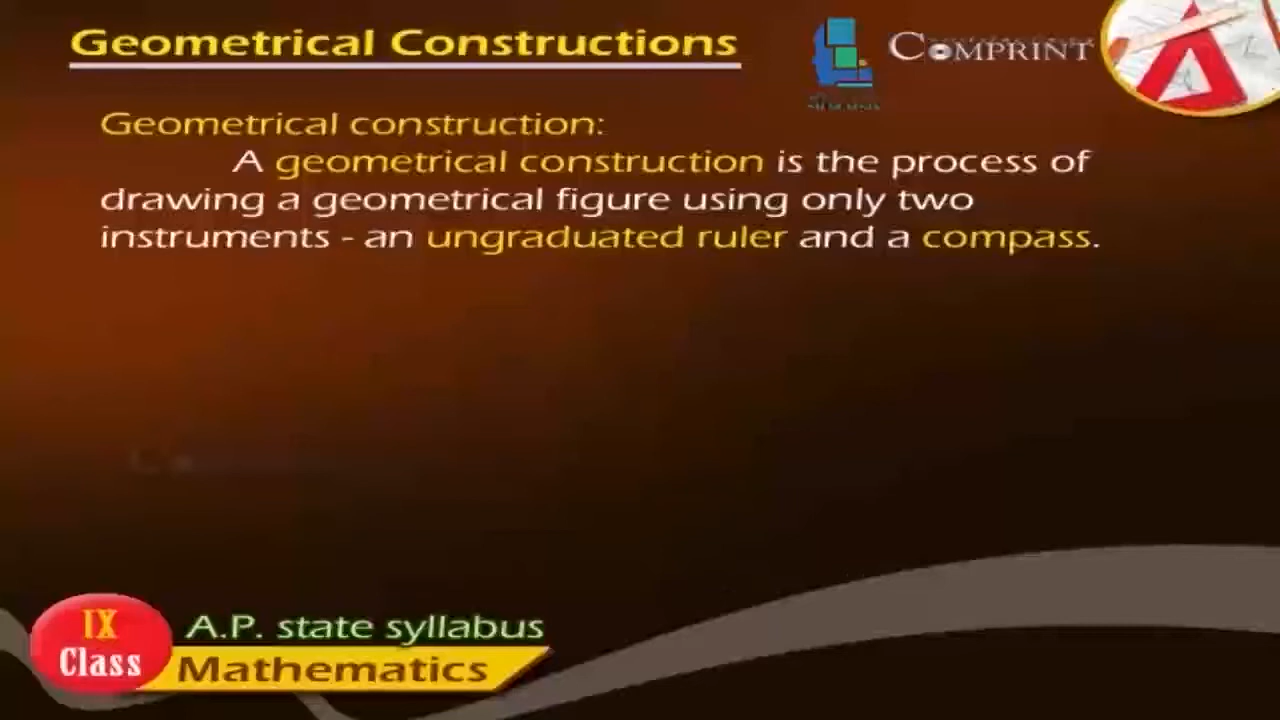 Geometrical Constructions
COMPRINT
Geometrical construction:
A geometrical construction is the process of
drawing a geometrical figure using only two
instruments - an ungraduated ruler and a compass.
IX
Class
A.P. state syllabus
Mathematics